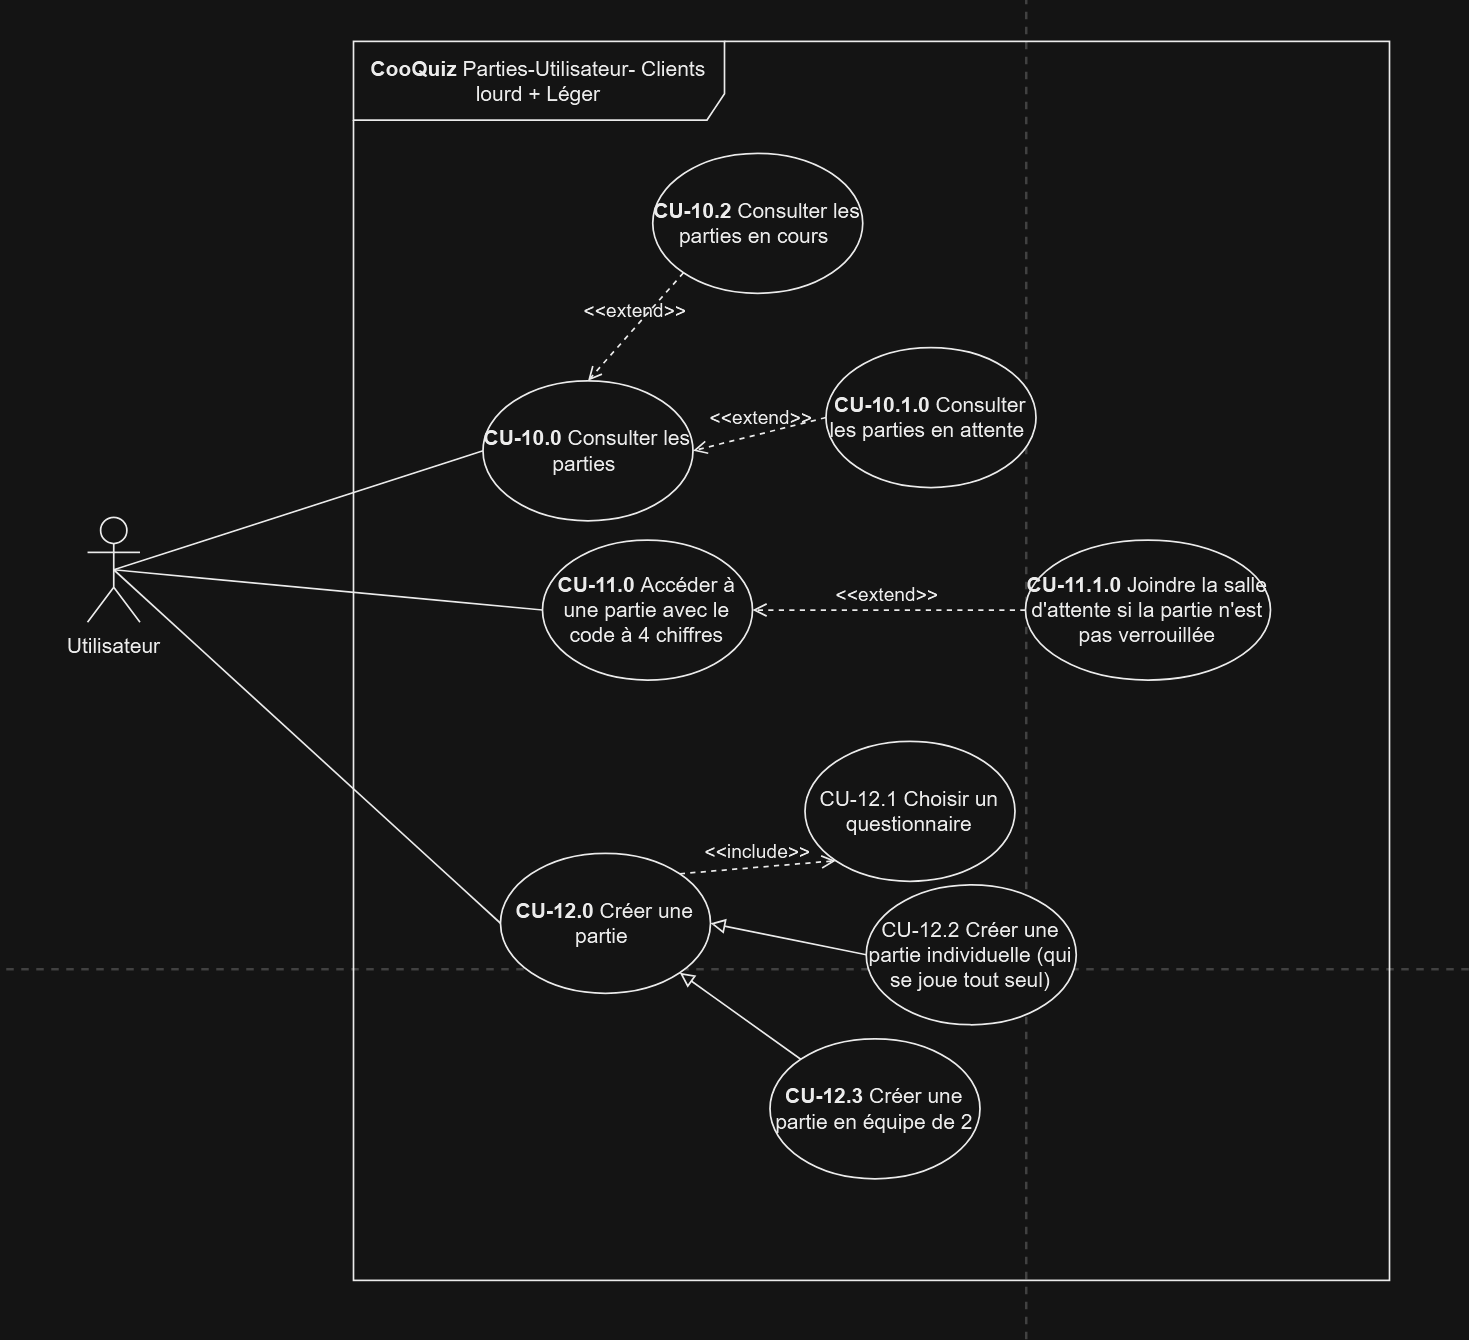 CooQuiz Parties-Utilisateur- Clients
lourd + Léger
CU-10.2 Consulter les
parties en cours
<<extend>>
CU-10.1.0 Consulter
les parties en attente
<<extend>>
CU-10.0 Consulter les
parties
CU-11.0 Accéder à
une partie avec le
code à 4 chiffres
<<extend>>
CU-11.1.0 Joindre la salle
d'attente si la partie n'est
pas verrouillée
Utilisateur
CU-12.1 Choisir un
questionnaire
<<include>>
CU-12.0 Créer une
partie
CU-12.2 Créer une
partie individuelle (qui
se joue tout seul)
CU-12.3 Créer une
partie en équipe de 2